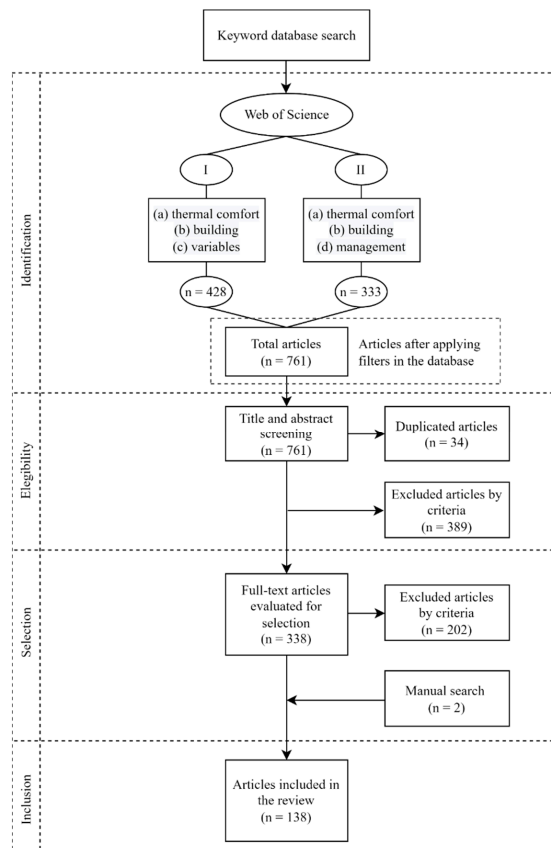 Keyword database search
Identification
Web of Science
I
II
(a) thermal comfort
(b) building
(c) variables
(a) thermal comfort
(b) building
(d) management
n = 428
n = 333
Total articles
(n = 761)
Articles after applying
filters in the database
Elegibility
Title and abstract
screening
(n = 761)
Duplicated articles
(n = 34)
Excluded articles by
criteria
(n = 389)
Selection
Full-text articles
evaluated for
selection
(n = 338)
Excluded articles
by criteria
(n = 202)
Manual search
(n = 2)
Inclusion
Articles included in
the review
(n = 138)